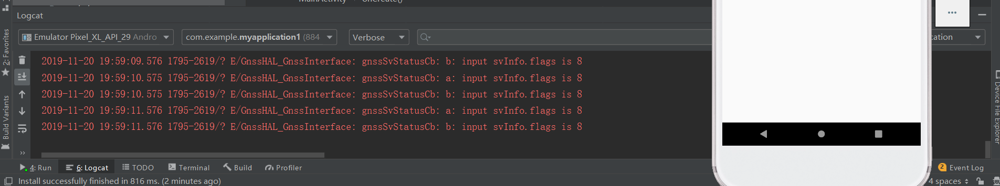 MainActivity onCreate()
Logcat
Emulator Pixel_XL_API_29 Andro com.example.myapplication1 (884 Verbose cation
2019-11-20 19:59:09.576 1795-2619/? E/GnssHAL_GnssInterface: gnssSvStatusCb: b: input svInfo.flags is 8
2019-11-20 19:59:10.575 1795-2619/? E/GnssHAL_GnssInterface: gnssSvStatusCb: a: input svInfo.flags is 8
2019-11-20 19:59:10.575 1795-2619/? E/GnssHAL_GnssInterface: gnssSvStatusCb: b: input svInfo.flags is 8
2019-11-20 19:59:11.576 1795-2619/? E/GnssHAL_GnssInterface: gnssSvStatusCb: a: input svInfo.flags is 8
2019-11-20 19:59:11.576 1795-2619/? E/GnssHAL_GnssInterface: gnssSvStatusCb: b: input svInfo.flags is 8
2: Favorites
Build Variants
Device File Explorer
4: Run 6: Logcat TODO Terminal Build Profiler 2 Event Log
Install successfully finished in 816 ms. (2 minutes ago) 4 spaces